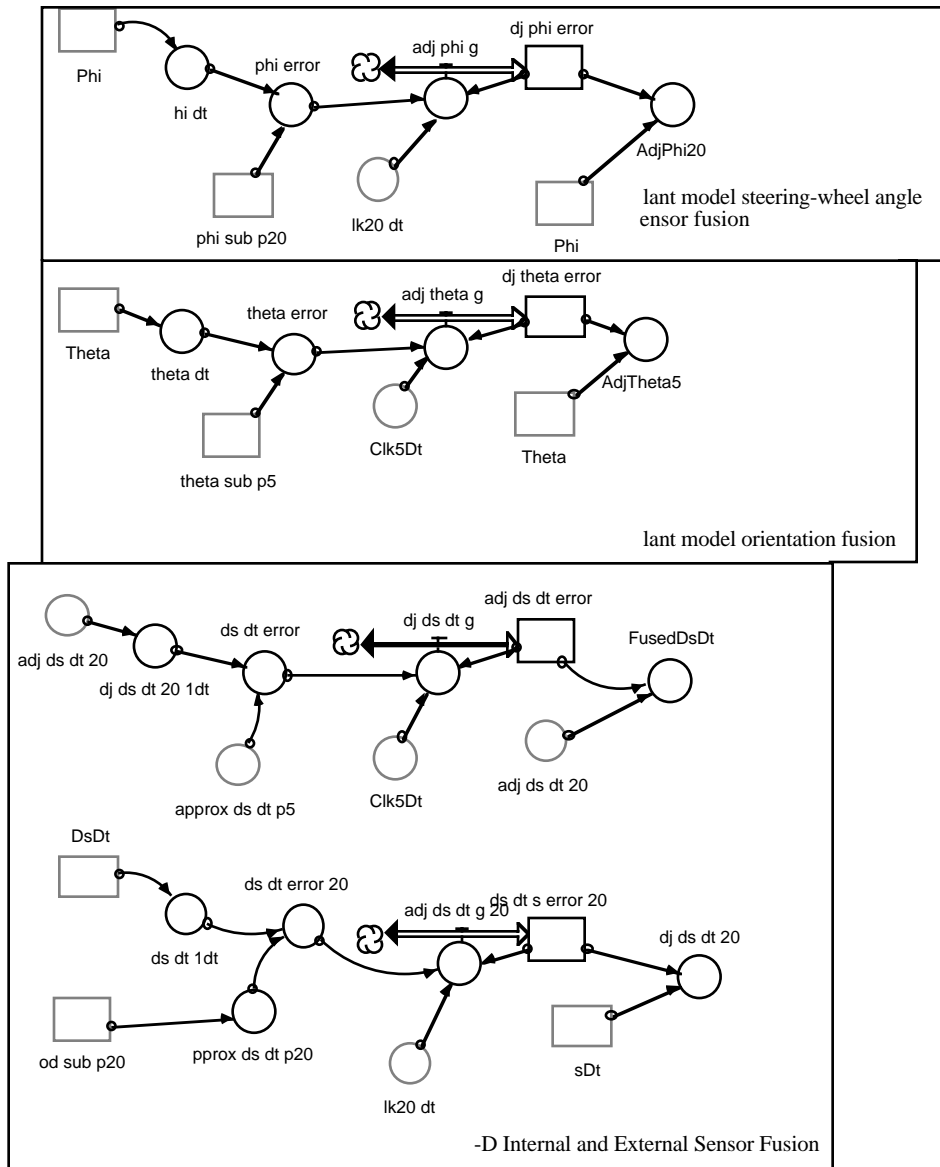 dj phi error
adj phi g
Phi
phi error
hi dt
AdjPhi20
lk20 dt
phi sub p20
Phi
lant model steering-wheel angle
ensor fusion
dj theta error
adj theta g
theta error
Theta
theta dt
AdjTheta5
Clk5Dt
Theta
theta sub p5
lant model orientation fusion
adj ds dt error
dj ds dt g
ds dt error
FusedDsDt
adj ds dt 20
dj ds dt 20 1dt
approx ds dt p5
Clk5Dt
adj ds dt 20
DsDt
ds dt error 20
adj ds dt g 20
ds dt s error 20
dj ds dt 20
ds dt 1dt
od sub p20
pprox ds dt p20
sDt
lk20 dt
-D Internal and External Sensor Fusion